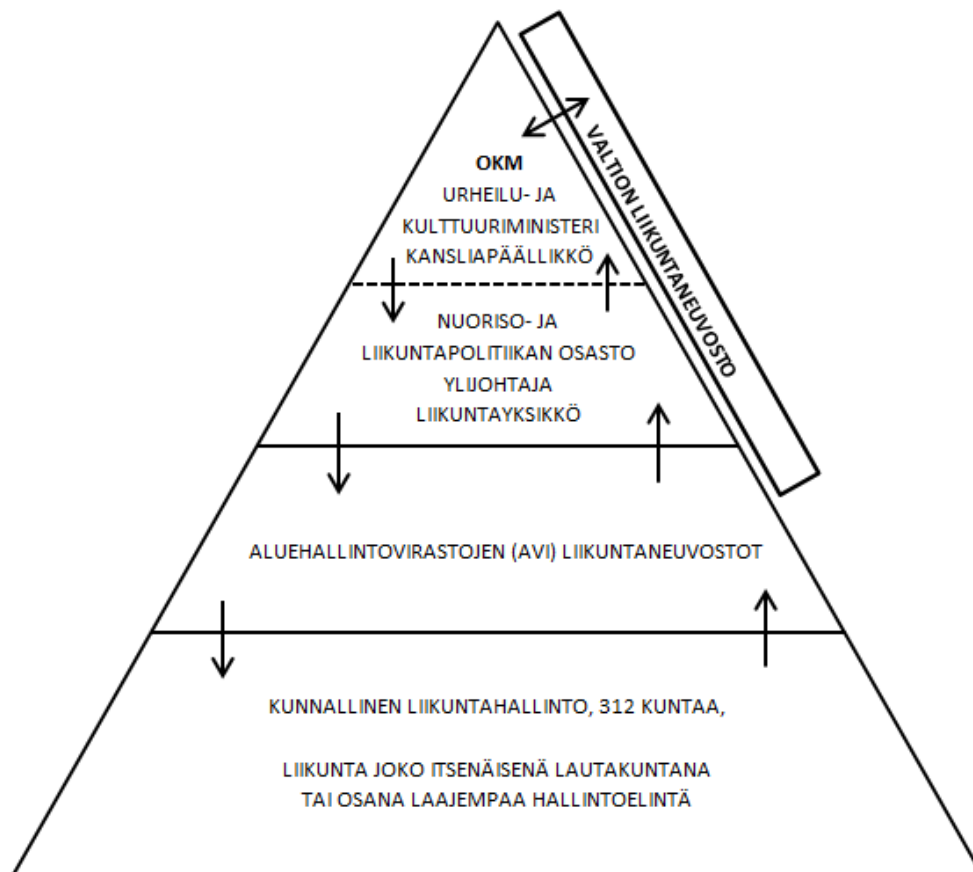 OKM
URHEILU- JA
KULTTUURIMINISTERI
KANSLIAPÄÄLLIKKÖ
VALTION LIIKUNTANEUVOSTO
NUORISO- JA
LIIKUNTAPOLITIIKAN OSASTO
YLIJOHTAJA
LIIKUNTAYKSIKKÖ
ALUEHALLINTOVIRASTOJEN (AVI) LIIKUNTANEUVOSTOT
KUNNALLINEN LIIKUNTAHALLINTO, 312 KUNTAA,
LIIKUNTA JOKO ITSENÄISENÄ LAUTAKUNTANA
TAI OSANA LAAJEMPAA HALLINTOELINTÄ